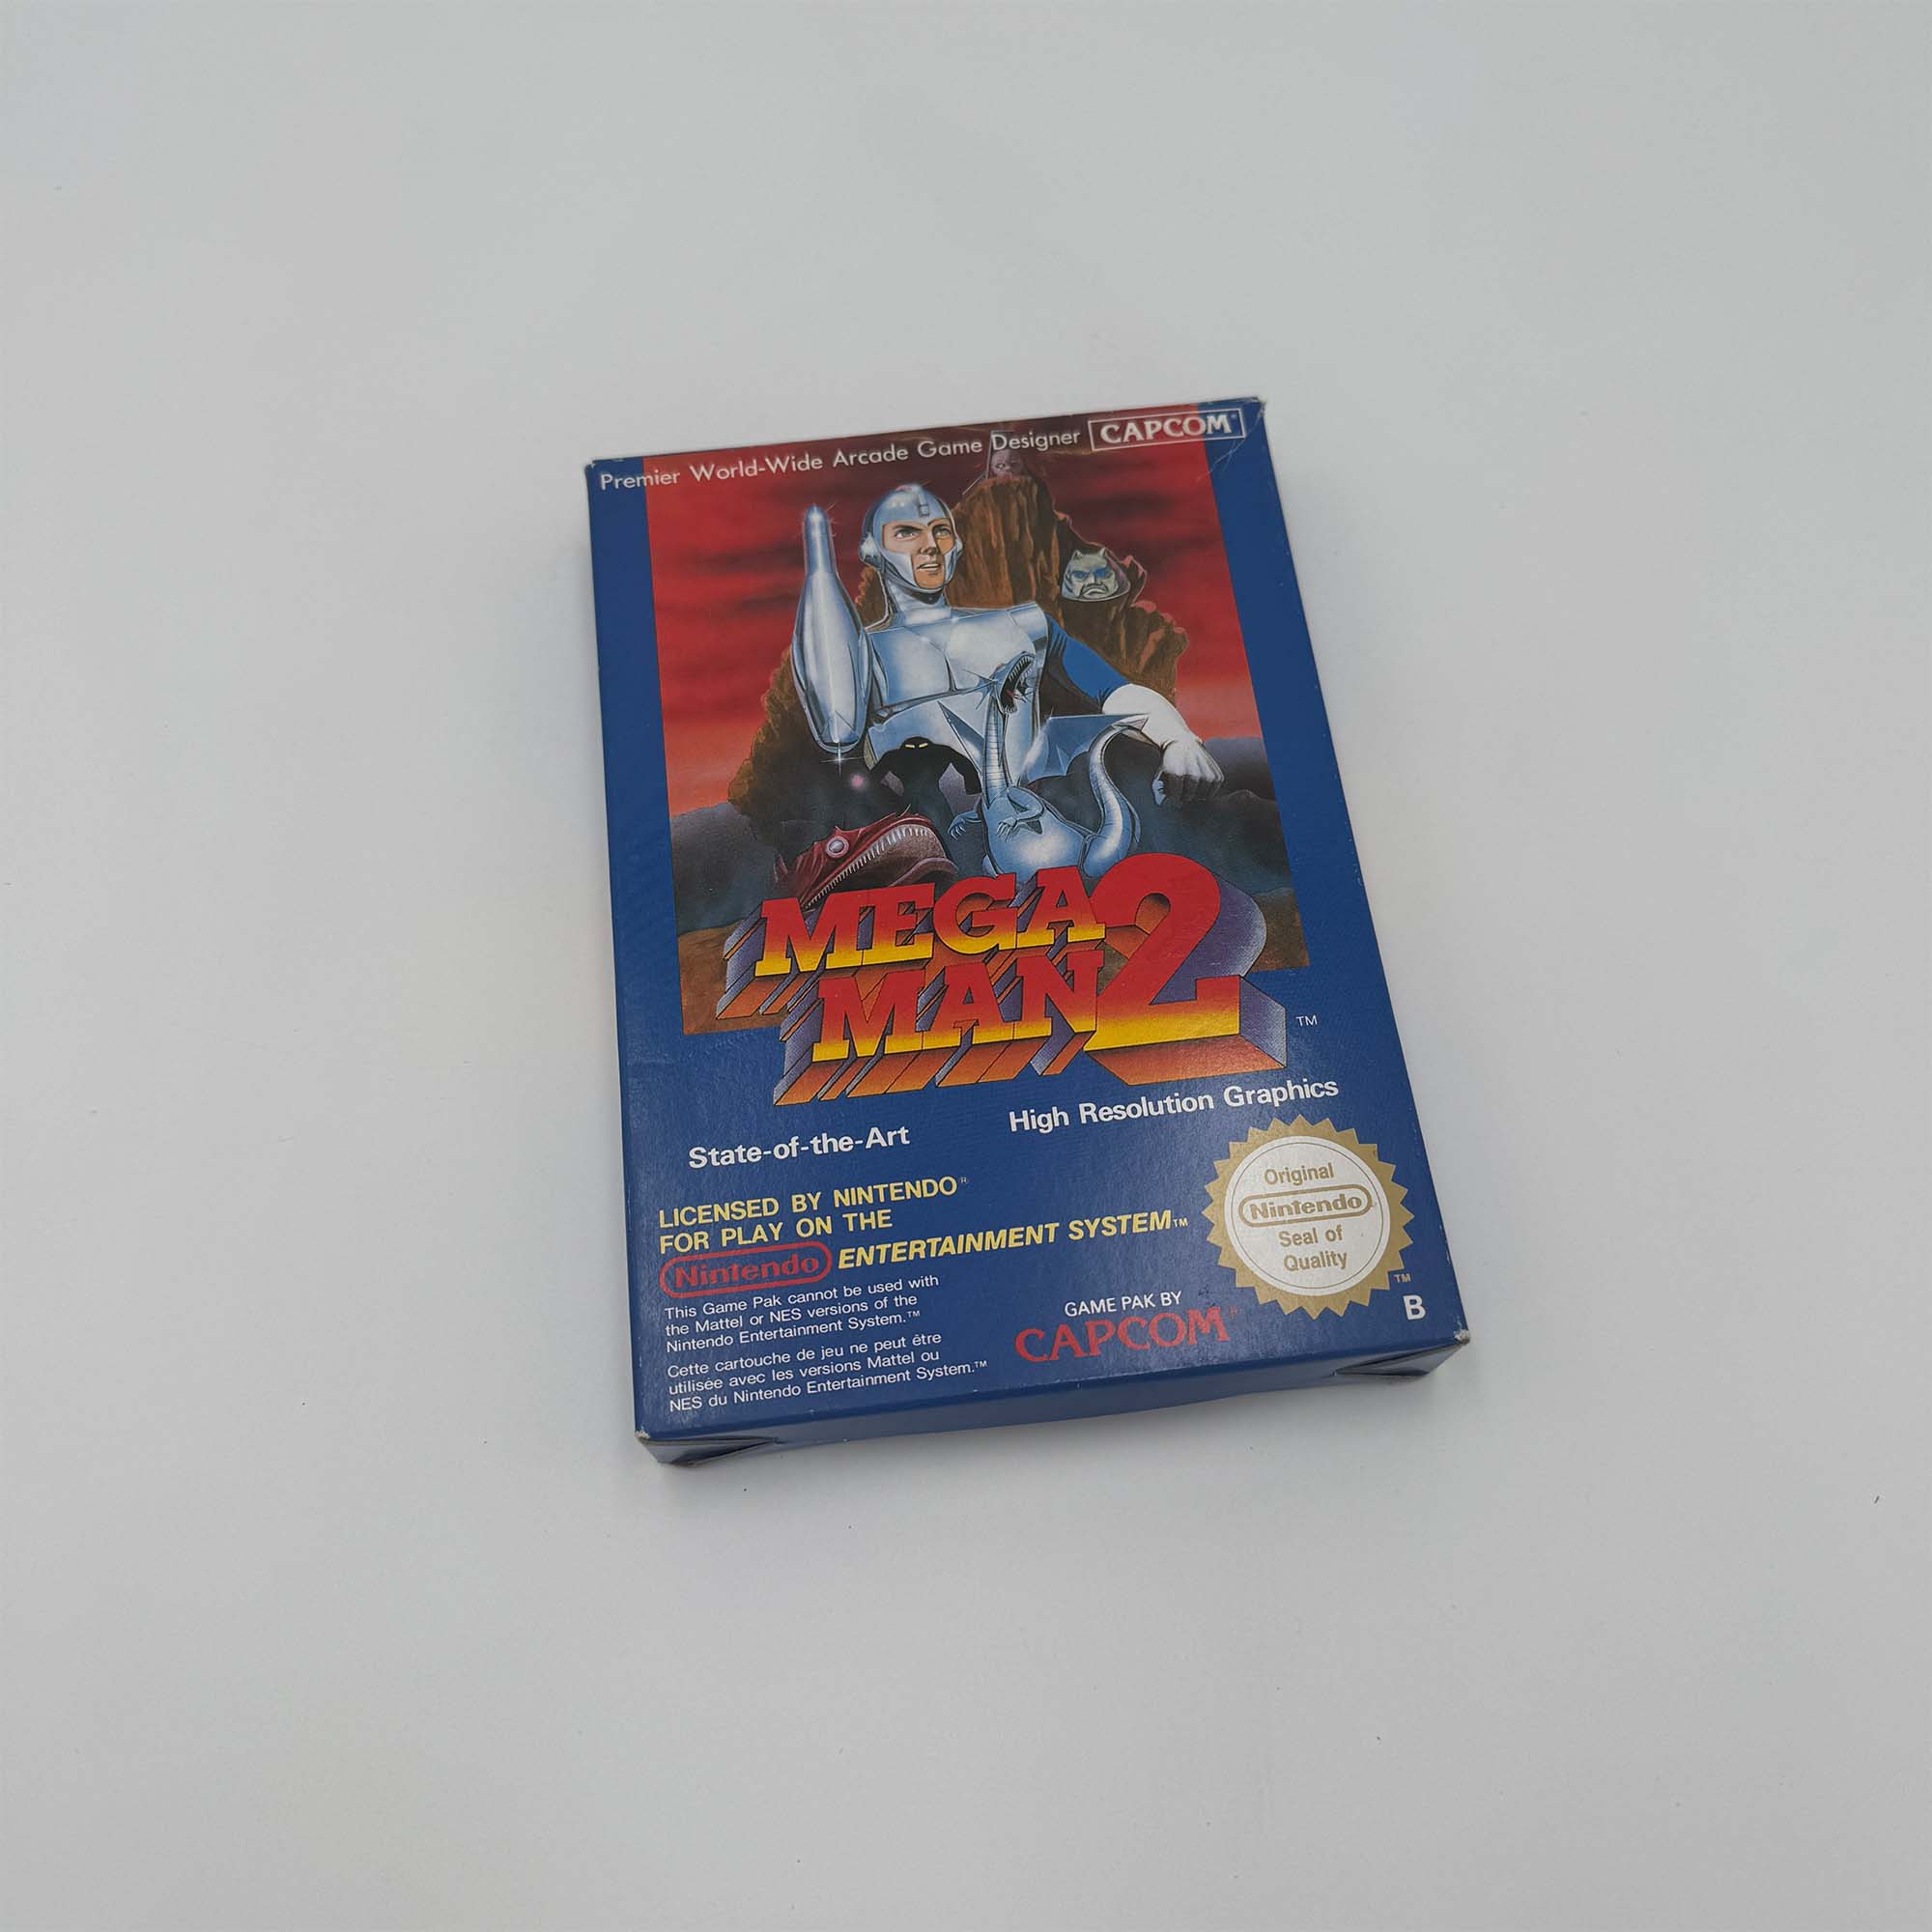 Premier World-Wide Arcade Game Designer CAPCOM®
MEGA
MAN 2
TM
State-of-the-Art High Resolution Graphics
LICENSED BY NINTENDO®
FOR PLAY ON THE
Nintendo ENTERTAINMENT SYSTEM™
This Game Pak cannot be used with
the Mattel or NES versions of the
Nintendo Entertainment System.™
Cette cartouche de jeu ne peut être
utilisée avec les versions Mattel ou
NES du Nintendo Entertainment System.™
GAME PAK BY
CAPCOM®
Original
Nintendo
Seal of
Quality
TM
B